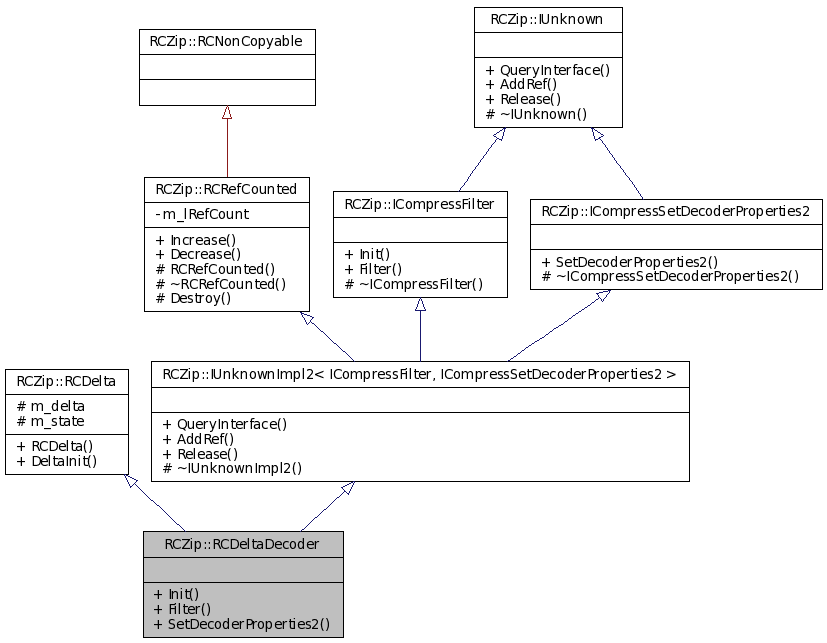 RCZip::RCNonCopyable
RCZip::IUnknown
+ QueryInterface()
+ AddRef()
+ Release()
# ~IUnknown()
RCZip::RCRefCounted
- m_lRefCount
+ Increase()
+ Decrease()
# RCRefCounted()
# ~RCRefCounted()
# Destroy()
RCZip::ICompressFilter
+ Init()
+ Filter()
# ~ICompressFilter()
RCZip::ICompressSetDecoderProperties2
+ SetDecoderProperties2()
# ~ICompressSetDecoderProperties2()
RCZip::RCDelta
# m_delta
# m_state
+ RCDelta()
+ DeltaInit()
RCZip::IUnknownImpl2< ICompressFilter, ICompressSetDecoderProperties2 >
+ QueryInterface()
+ AddRef()
+ Release()
# ~IUnknownImpl2()
RCZip::RCDeltaDecoder
+ Init()
+ Filter()
+ SetDecoderProperties2()